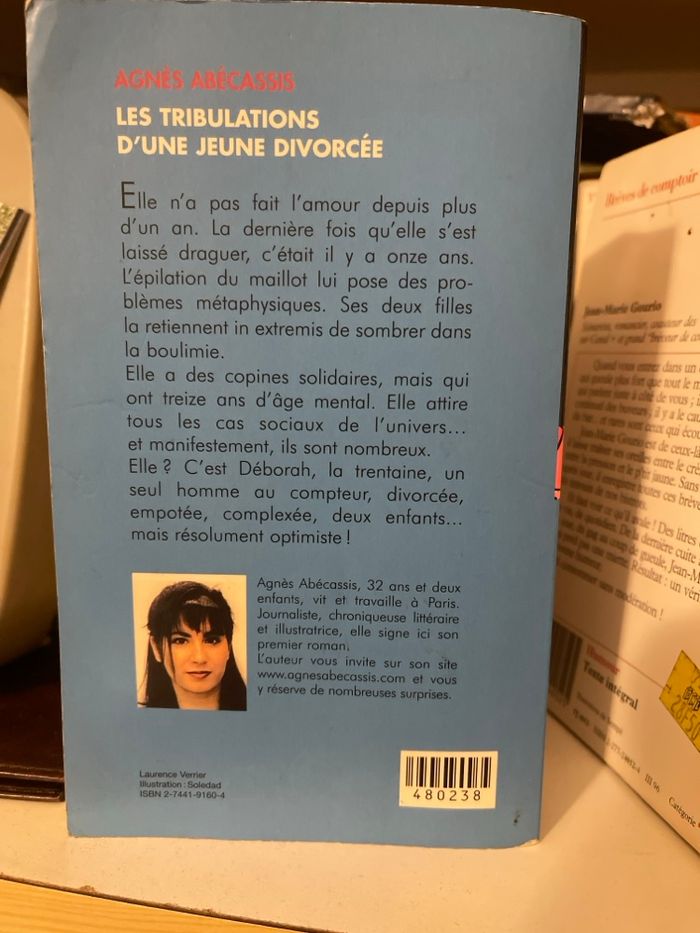 AGNÈS ABÉCASSIS
LES TRIBULATIONS
D'UNE JEUNE DIVORCÉE
Elle n'a pas fait l'amour depuis plus
d'un an. La dernière fois qu'elle s'est
laissé draguer, c'était il y a onze ans.
L'épilation du maillot lui pose des pro-
blèmes métaphysiques. Ses deux filles
la retiennent in extremis de sombrer dans
la boulimie.
Elle a des copines solidaires, mais qui
ont treize ans d'âge mental. Elle attire
tous les cas sociaux de l'univers...
et manifestement, ils sont nombreux.
Elle ? C'est Déborah, la trentaine, un
seul homme au compteur, divorcée,
empotée, complexée, deux enfants...
mais résolument optimiste !
Agnès Abécassis, 32 ans et deux
enfants, vit et travaille à Paris.
Journaliste, chroniqueuse littéraire
et illustratrice, elle signe ici son
premier roman.
L'auteur vous invite sur son site
www.agnesabecassis.com et vous
y réserve de nombreuses surprises.
Laurence Verrier
Illustration : Soledad
ISBN 2-7441-9160-4
480238
Brèves de comptoir
Jean-Marie Gourio
Quand vous entrez dans un
Humour
Texte intégral